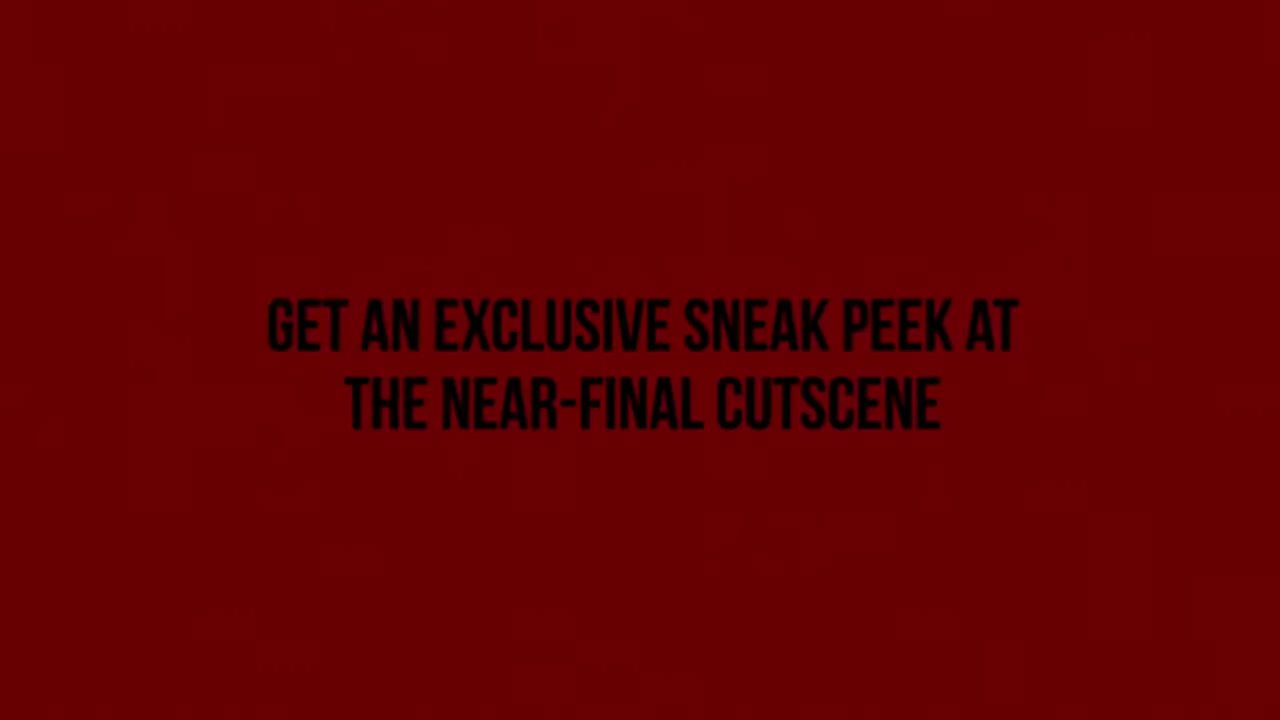 GET AN EXCLUSIVE SNEAK PEEK AT
THE NEAR-FINAL CUTSCENE